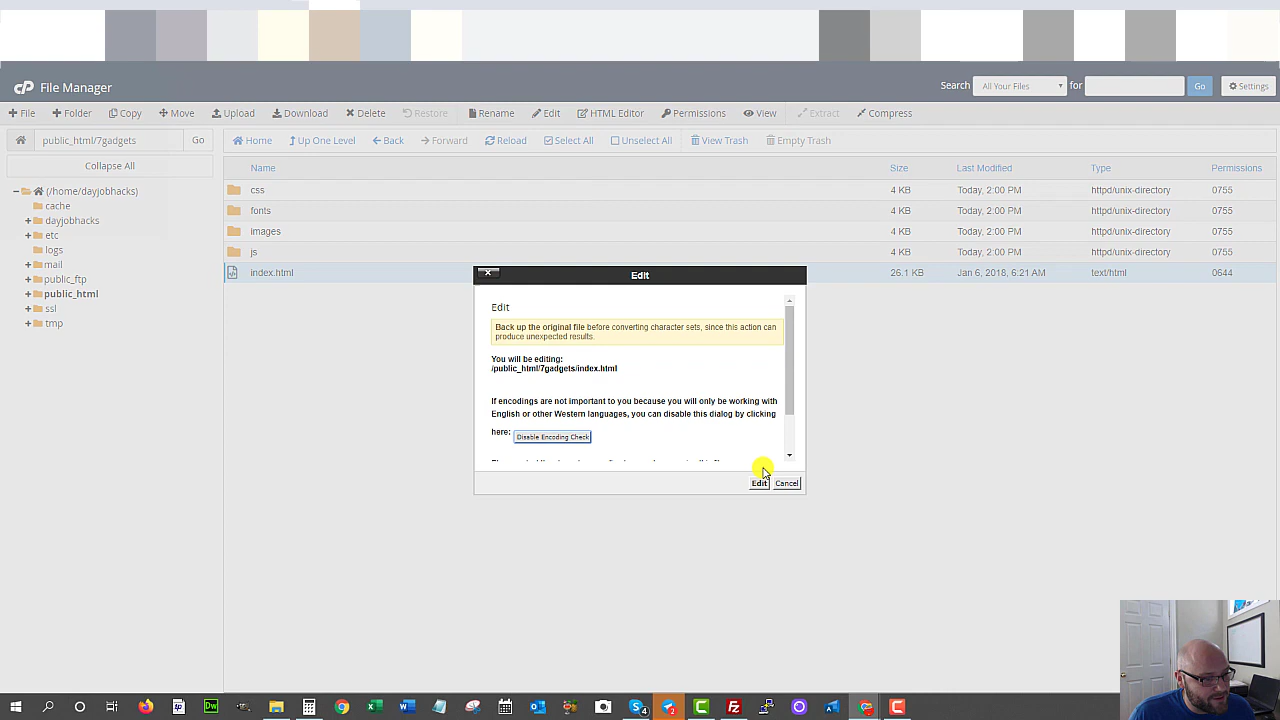 cP File Manager
Search All Your Files for Go Settings
File Folder Copy Move Upload Download Delete Restore Rename Edit HTML Editor Permissions View Extract Compress
public_html/7gadgets Go Home Up One Level Back Forward Reload Select All Unselect All View Trash Empty Trash
Collapse All
Name Size Last Modified Type Permissions
(/home/dayjobhacks)
cache
dayjobhacks
etc
logs
mail
public_ftp
public_html
ssl
tmp
css 4 KB Today, 2:00 PM httpd/unix-directory 0755
fonts 4 KB Today, 2:00 PM httpd/unix-directory 0755
images 4 KB Today, 2:00 PM httpd/unix-directory 0755
js 4 KB Today, 2:00 PM httpd/unix-directory 0755
index.html 26.1 KB Jan 6, 2018, 6:21 AM text/html 0644
Edit
Edit
Back up the original file before converting character sets, since this action can
produce unexpected results.
You will be editing:
/public_html/7gadgets/index.html
If encodings are not important to you because you will only be working with
English or other Western languages, you can disable this dialog by clicking
here: Disable Encoding Check
Edit Cancel